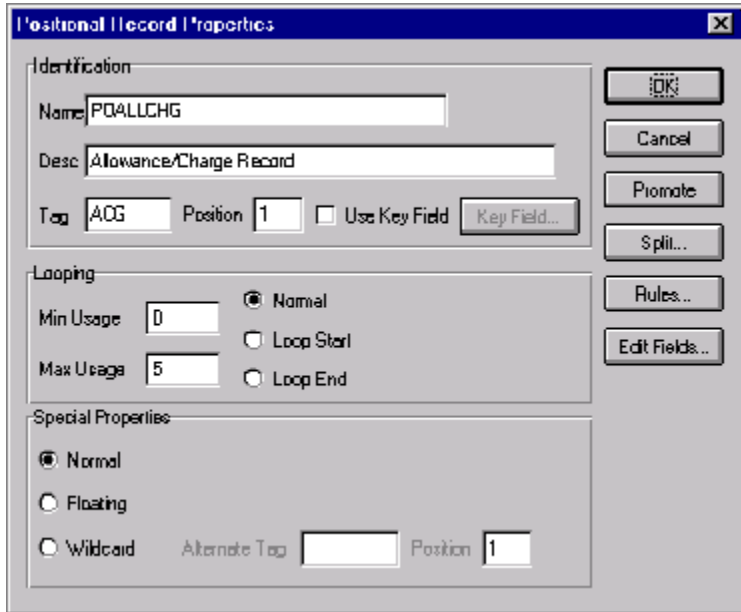 Positional Record Properties
Identification
Name POALLCHG
Desc Allowance/Charge Record
Tag ACG Position 1 Use Key Field Key Field...
Looping
Min Usage 0
Max Usage 5
Normal
Loop Start
Loop End
Special Properties
Normal
Floating
Wildcard Alternate Tag Position 1
OK
Cancel
Promote
Split...
Rules...
Edit Fields...